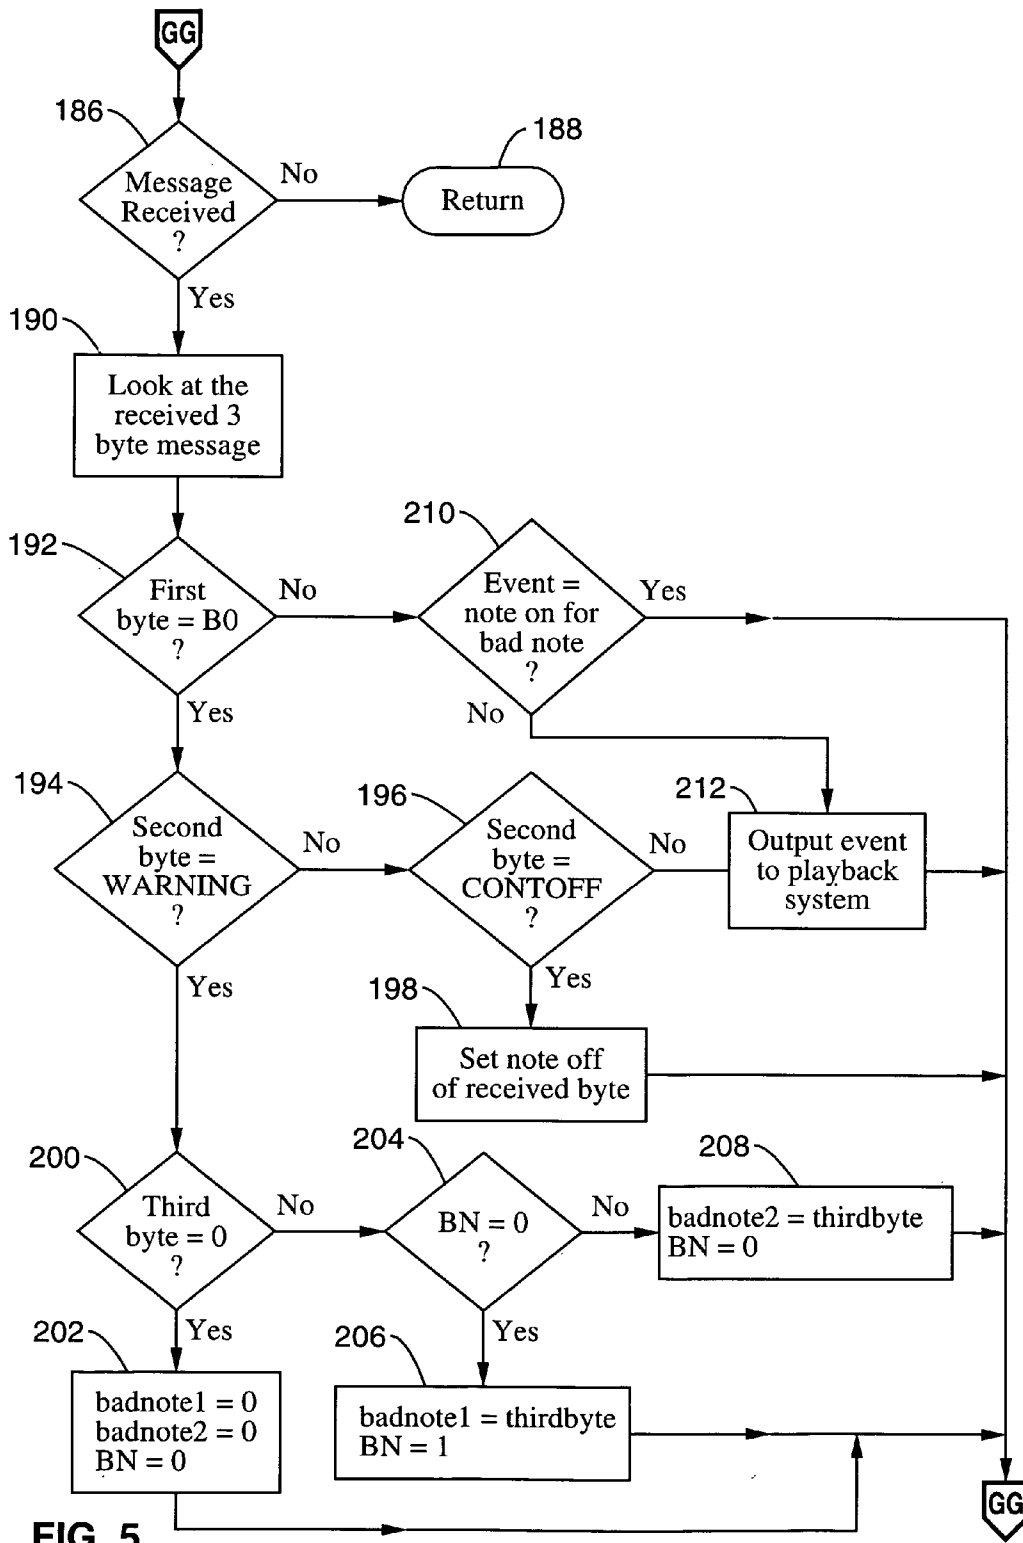 GG
186
Message
Received
?
No
188
Return
Yes
190
Look at the
received 3
byte message
192
First
byte = B0
?
No
210
Event =
note on for
bad note
?
Yes
No
Yes
194
Second
byte =
WARNING
?
No
196
Second
byte =
CONTOFF
?
No
212
Output event
to playback
system
Yes
Yes
198
Set note off
of received byte
200
Third
byte = 0
?
No
204
BN = 0
?
No
208
badnote2 = thirdbyte
BN = 0
Yes
Yes
202
badnote1 = 0
badnote2 = 0
BN = 0
206
badnote1 = thirdbyte
BN = 1
GG
FIG. 5